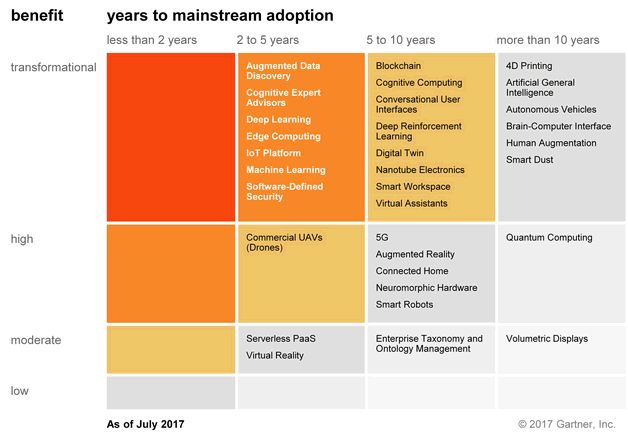 benefit
years to mainstream adoption
less than 2 years
2 to 5 years
5 to 10 years
more than 10 years
transformational
Augmented Data
Discovery
Cognitive Expert
Advisors
Deep Learning
Edge Computing
IoT Platform
Machine Learning
Software-Defined
Security
Blockchain
Cognitive Computing
Conversational User
Interfaces
Deep Reinforcement
Learning
Digital Twin
Nanotube Electronics
Smart Workspace
Virtual Assistants
4D Printing
Artificial General
Intelligence
Autonomous Vehicles
Brain-Computer Interface
Human Augmentation
Smart Dust
high
Commercial UAVs
(Drones)
5G
Augmented Reality
Connected Home
Neuromorphic Hardware
Smart Robots
Quantum Computing
moderate
Serverless PaaS
Virtual Reality
Enterprise Taxonomy and
Ontology Management
Volumetric Displays
low
As of July 2017
© 2017 Gartner, Inc.